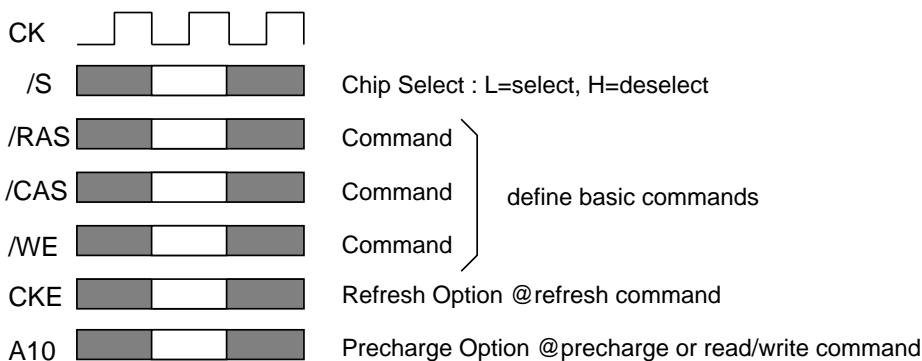 CK
/S Chip Select : L=select, H=deselect
/RAS Command
/CAS Command define basic commands
/WE Command
CKE Refresh Option @refresh command
A10 Precharge Option @precharge or read/write command